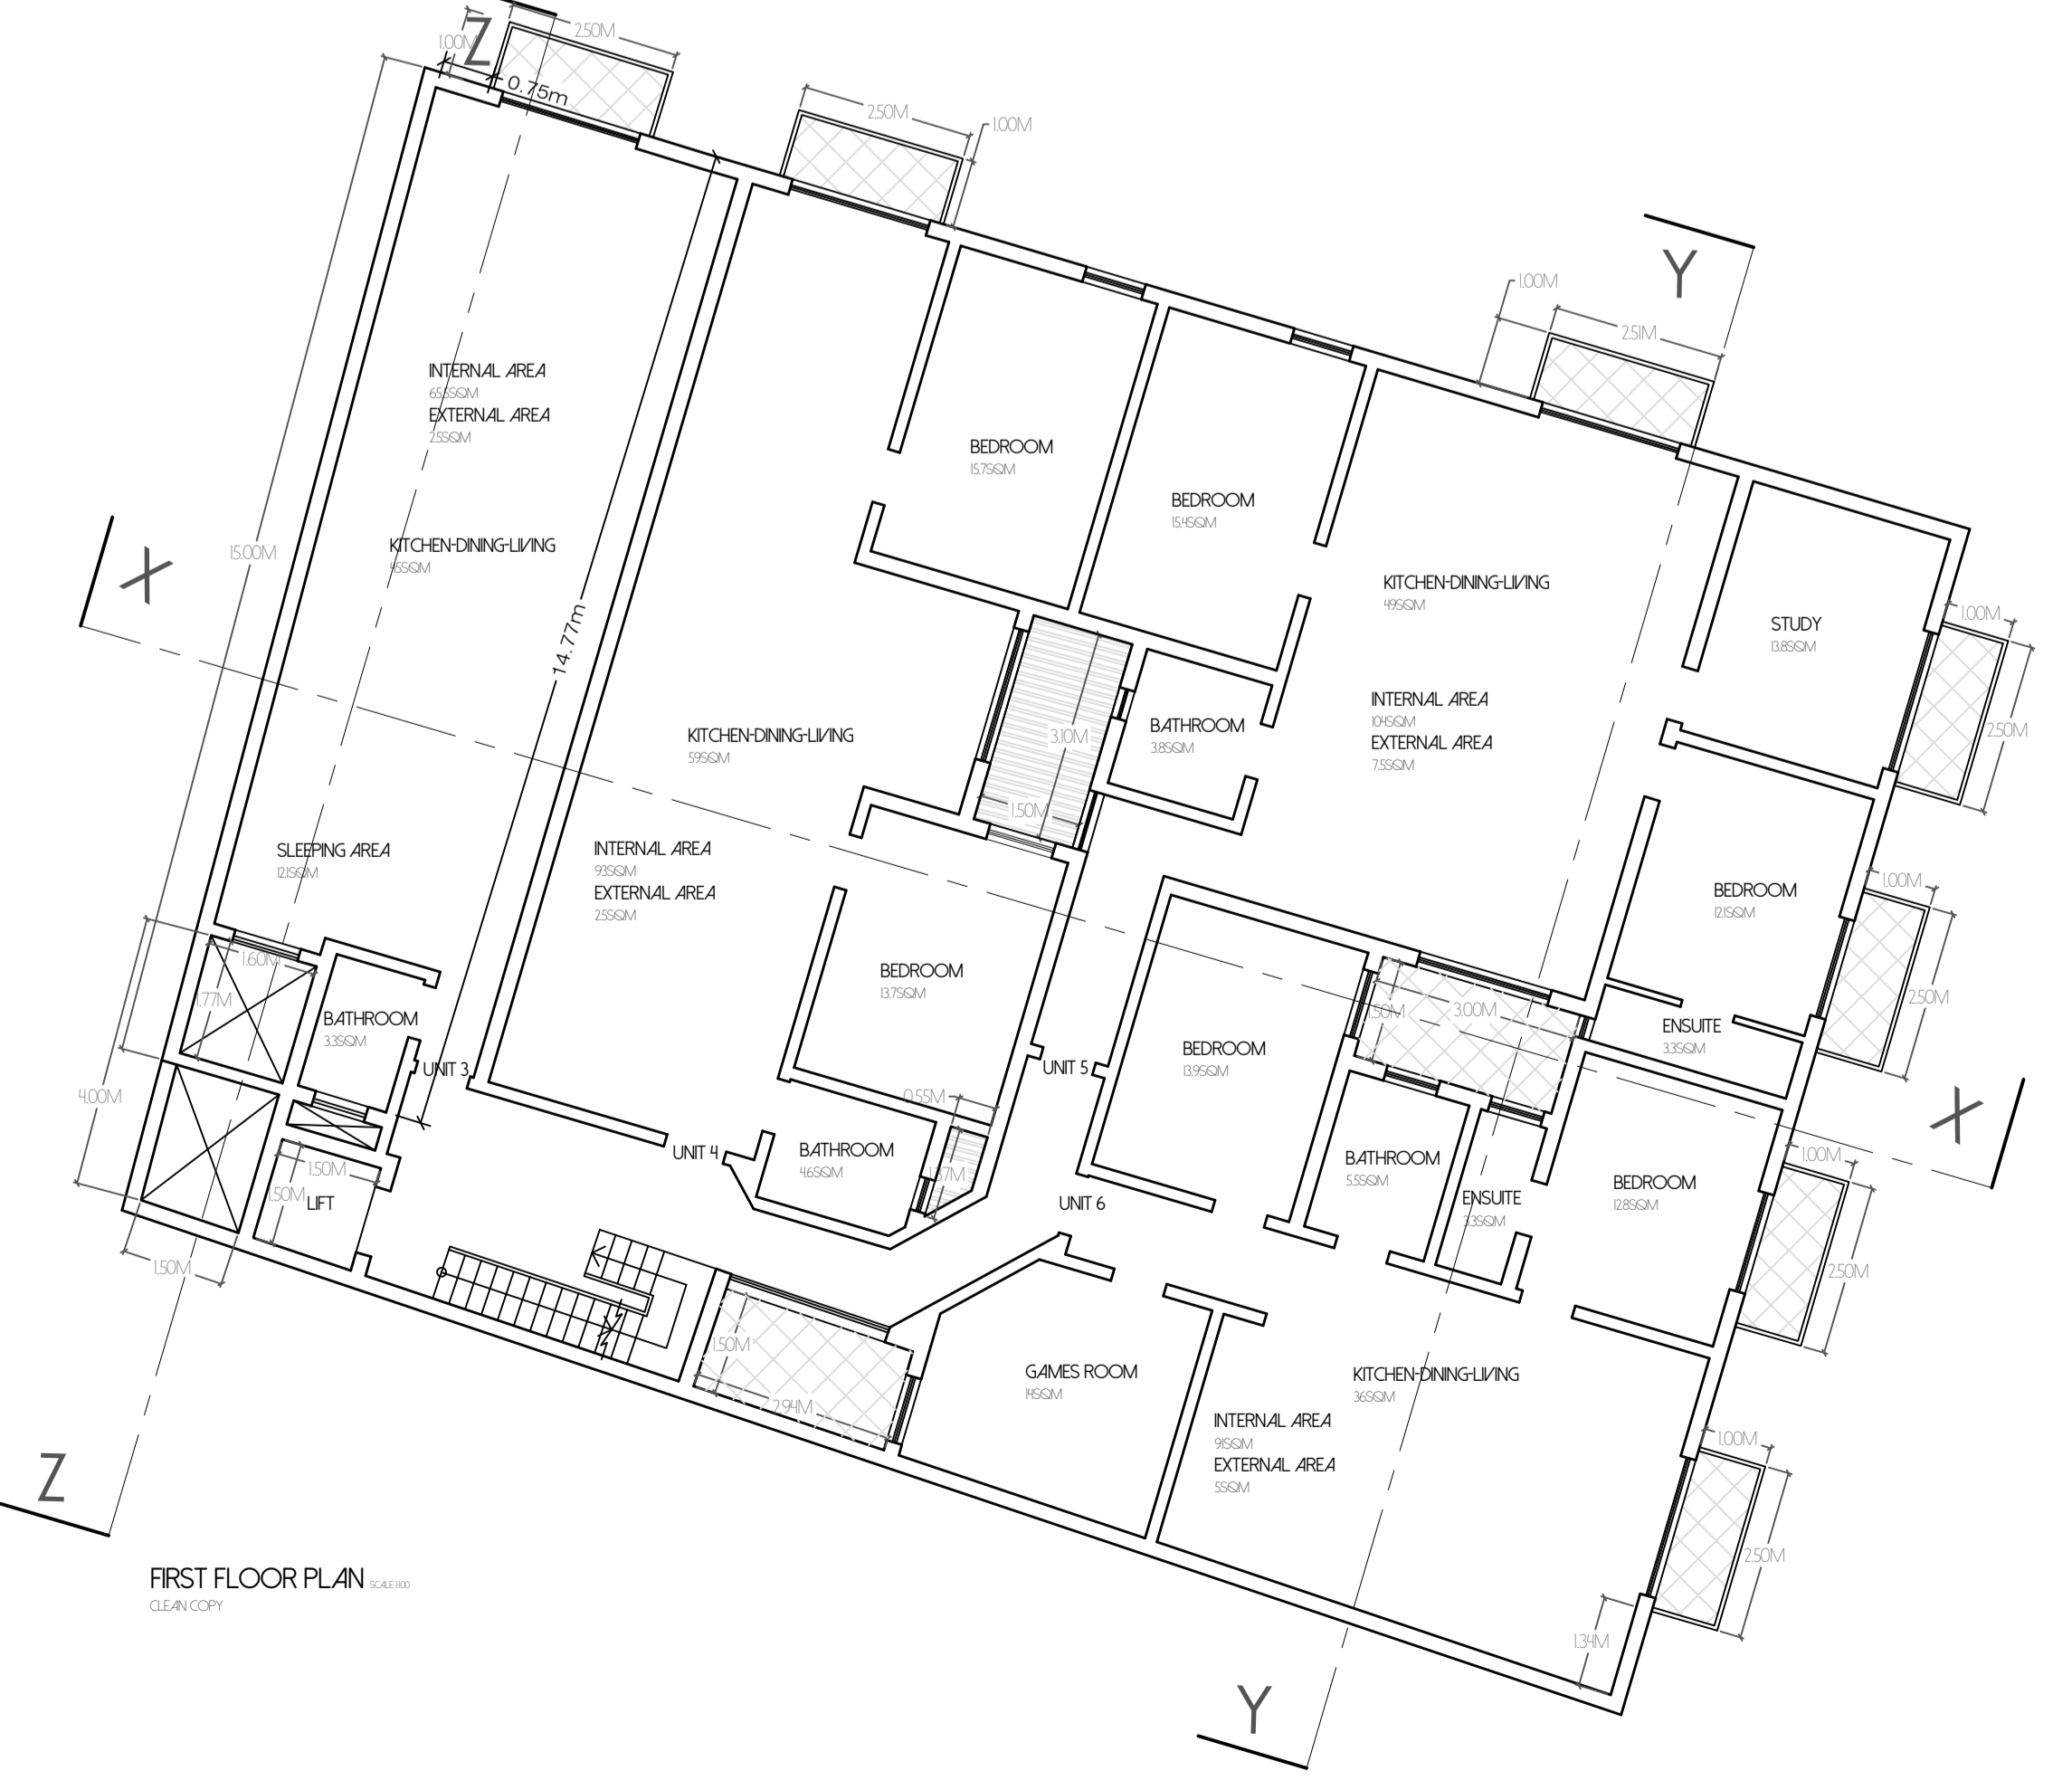 Z
1.00M
2.50M
0.75m
2.50M
1.00M
Y
1.00M
2.51M
INTERNAL AREA
65.5SQM
EXTERNAL AREA
2.5SQM
BEDROOM
15.7SQM
BEDROOM
15.4SQM
15.00M
X
KITCHEN-DINING-LIVING
45SQM
14.77m
KITCHEN-DINING-LIVING
49SQM
STUDY
13.8SQM
1.00M
2.50M
KITCHEN-DINING-LIVING
59SQM
3.10M
1.50M
BATHROOM
3.8SQM
INTERNAL AREA
104SQM
EXTERNAL AREA
7.5SQM
SLEEPING AREA
12.1SQM
INTERNAL AREA
93SQM
EXTERNAL AREA
2.5SQM
BEDROOM
12.1SQM
1.00M
2.50M
1.60M
1.77M
BATHROOM
3.3SQM
UNIT 3
BEDROOM
13.7SQM
UNIT 5
BEDROOM
13.9SQM
1.50M
3.00M
ENSUITE
3.3SQM
4.00M
0.55M
X
UNIT 4
BATHROOM
4.6SQM
1.50M
1.50M
LIFT
UNIT 6
BATHROOM
5.5SQM
ENSUITE
3.3SQM
BEDROOM
12.8SQM
1.00M
2.50M
1.50M
1.50M
2.94M
GAMES ROOM
14SQM
KITCHEN-DINING-LIVING
36SQM
INTERNAL AREA
91SQM
EXTERNAL AREA
5SQM
1.00M
2.50M
1.34M
Z
Y
FIRST FLOOR PLAN SCALE 1:100
CLEAN COPY